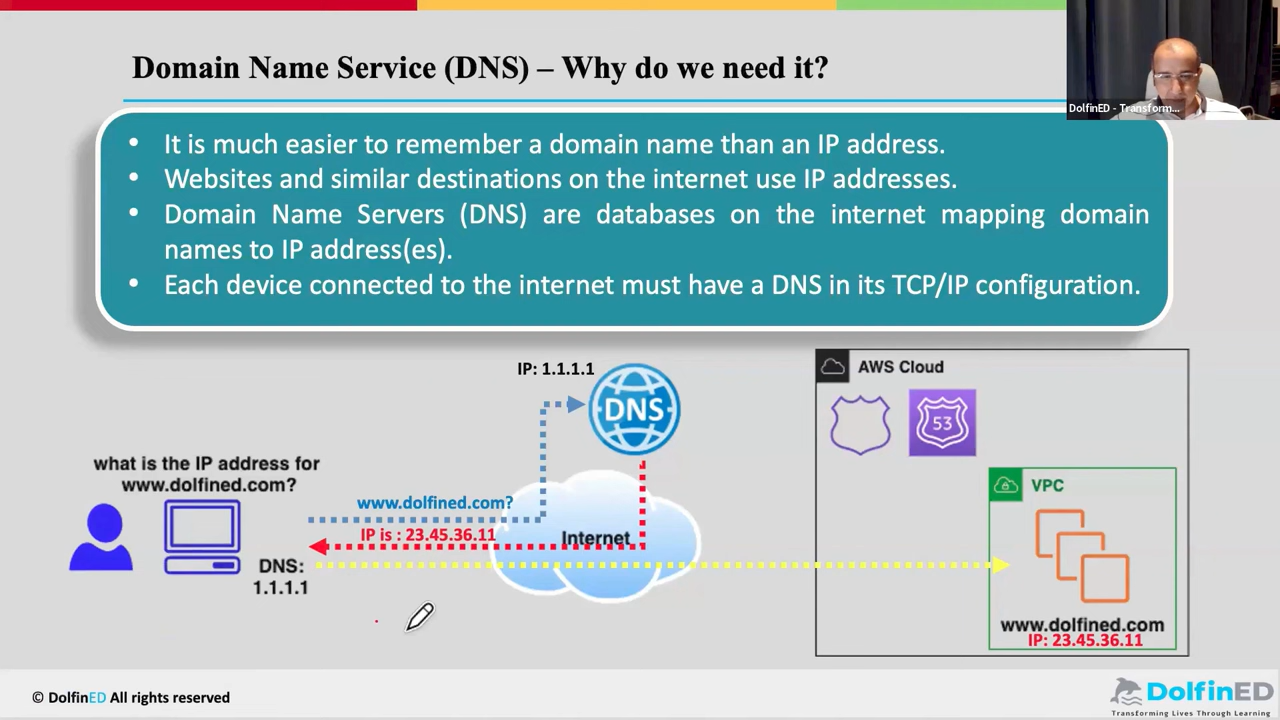 Domain Name Service (DNS) – Why do we need it?
DolfinED - Transform...
• It is much easier to remember a domain name than an IP address.
• Websites and similar destinations on the internet use IP addresses.
• Domain Name Servers (DNS) are databases on the internet mapping domain
names to IP address(es).
• Each device connected to the internet must have a DNS in its TCP/IP configuration.
IP: 1.1.1.1
DNS
AWS Cloud
53
what is the IP address for
www.dolfined.com?
VPC
www.dolfined.com?
IP is : 23.45.36.11
Internet
DNS:
1.1.1.1
www.dolfined.com
IP: 23.45.36.11
© DolfinED All rights reserved
DolfinED
Transforming Lives Through Learning